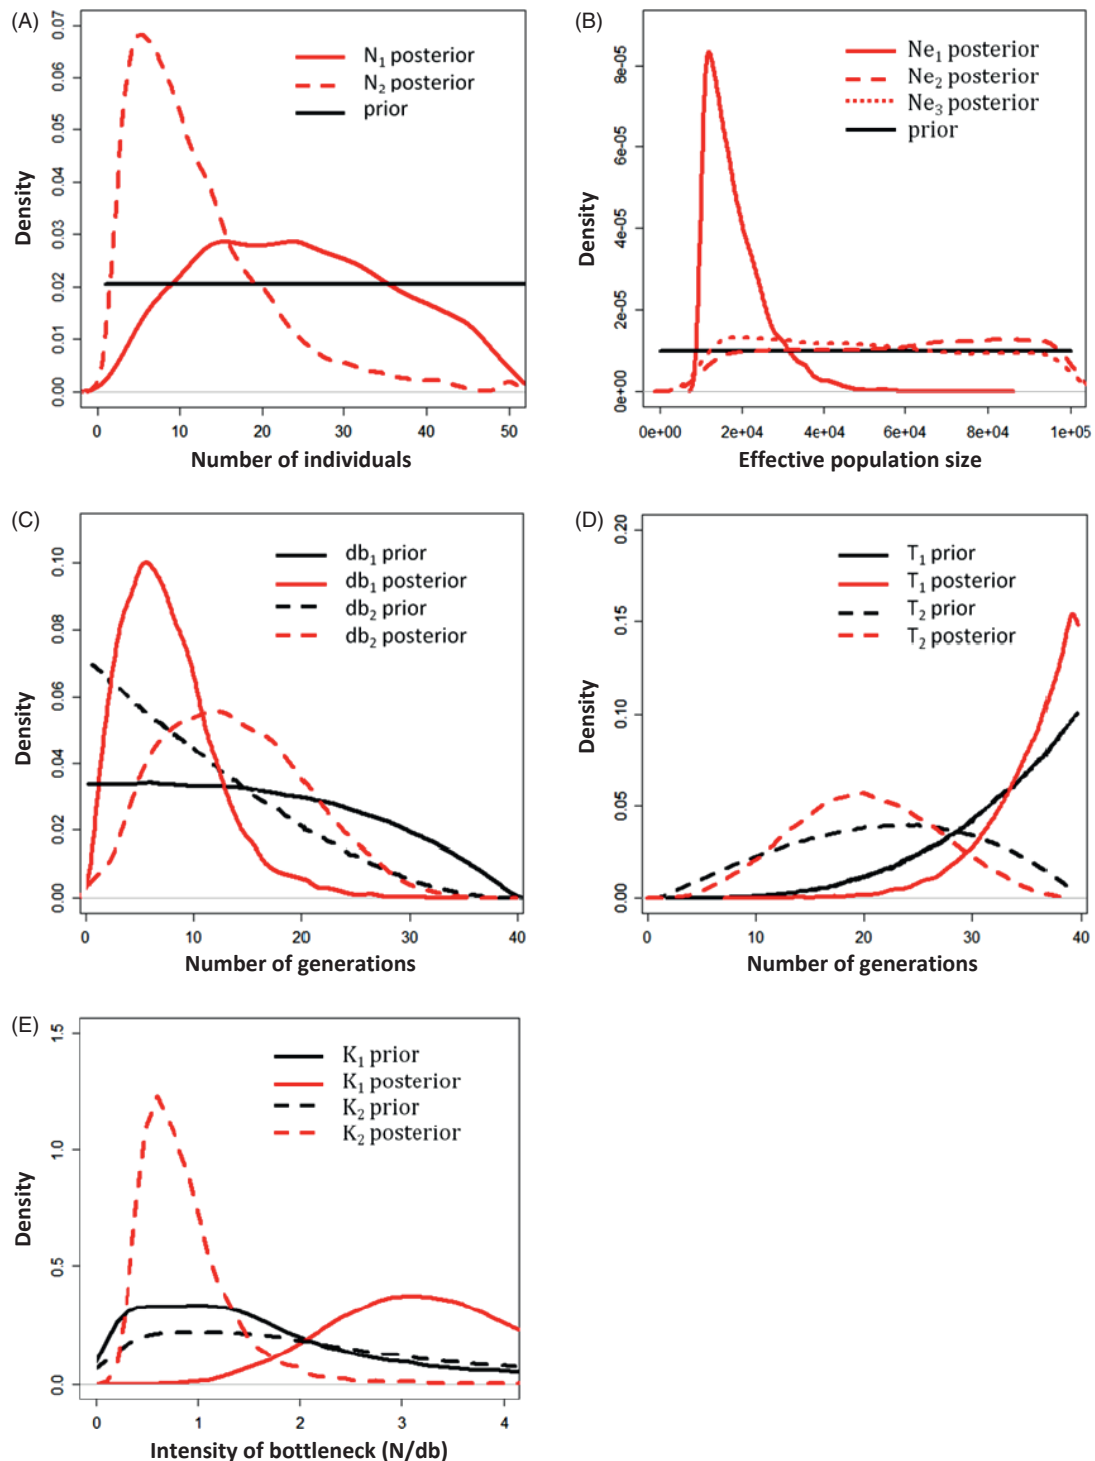 (A)
Density
0.00 0.01 0.02 0.03 0.04 0.05 0.06 0.07
N₁ posterior
N₂ posterior
prior
0 10 20 30 40 50
Number of individuals
(B)
Density
0e+00 2e-05 4e-05 6e-05 8e-05
Ne₁ posterior
Ne₂ posterior
Ne₃ posterior
prior
0e+00 2e+04 4e+04 6e+04 8e+04 1e+05
Effective population size
(C)
Density
0.00 0.02 0.04 0.06 0.08 0.10
db₁ prior
db₁ posterior
db₂ prior
db₂ posterior
0 10 20 30 40
Number of generations
(D)
Density
0.00 0.05 0.10 0.15 0.20
T₁ prior
T₁ posterior
T₂ prior
T₂ posterior
0 10 20 30 40
Number of generations
(E)
Density
0.0 0.5 1.0 1.5
K₁ prior
K₁ posterior
K₂ prior
K₂ posterior
0 1 2 3 4
Intensity of bottleneck (N/db)